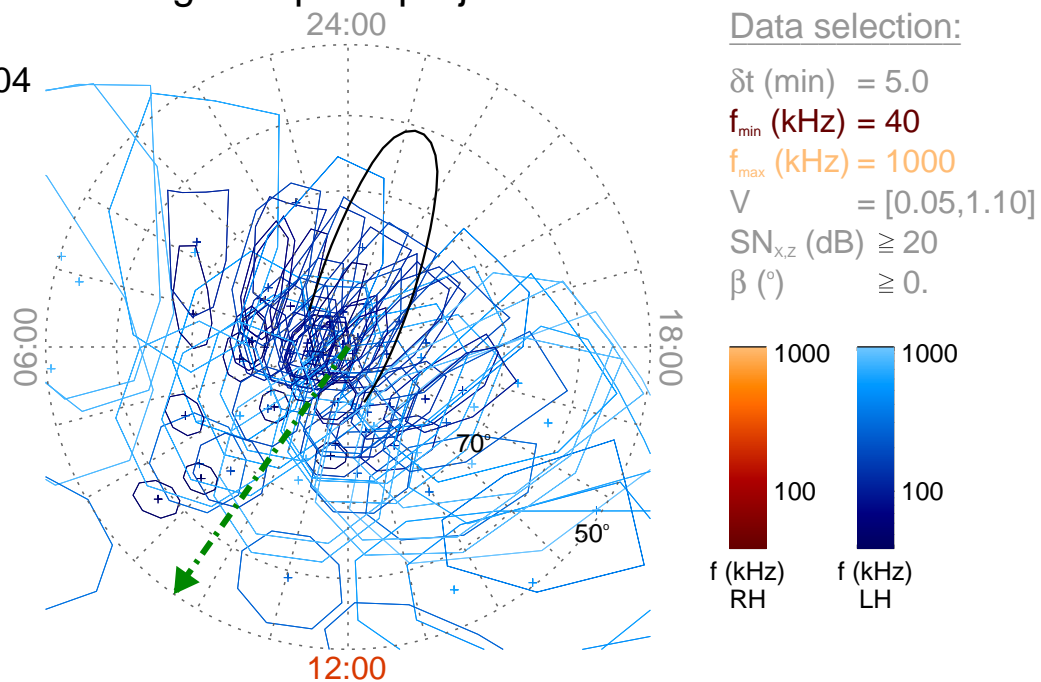 04
24:00
06:00
18:00
70°
50°
12:00
Data selection:
δt (min) = 5.0
fmin (kHz) = 40
fmax (kHz) = 1000
V = [0.05,1.10]
SNx,z (dB) ≧ 20
β (°) ≧ 0.
1000 1000
100 100
f (kHz) f (kHz)
RH LH